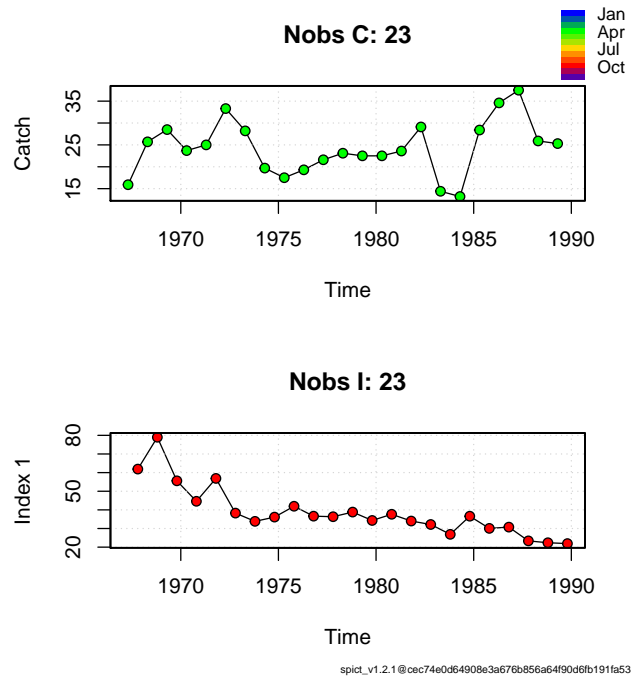 Nobs C: 23
Jan
Apr
Jul
Oct
Catch
35
25
15
1970 1975 1980 1985 1990
Time
Nobs I: 23
Index 1
80
50
20
1970 1975 1980 1985 1990
Time
spict_v1.2.1@cec74e0d64908e3a676b856a64f90d6fb191fa53